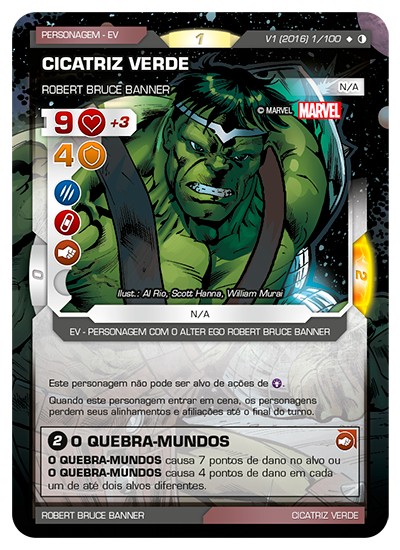 PERSONAGEM - EV
1
V1 (2016) 1/100
CICATRIZ VERDE
ROBERT BRUCE BANNER
N/A
© MARVEL MARVEL
9 +3
4
0
2
Ilust.: Al Rio, Scott Hanna, William Murai
N/A
EV - PERSONAGEM COM O ALTER EGO ROBERT BRUCE BANNER
Este personagem não pode ser alvo de ações de .
Quando este personagem entrar em cena, os personagens
perdem seus alinhamentos e afiliações até o final do turno.
2 O QUEBRA-MUNDOS
O QUEBRA-MUNDOS causa 7 pontos de dano no alvo ou
O QUEBRA-MUNDOS causa 4 pontos de dano em cada
um de até dois alvos diferentes.
ROBERT BRUCE BANNER
CICATRIZ VERDE